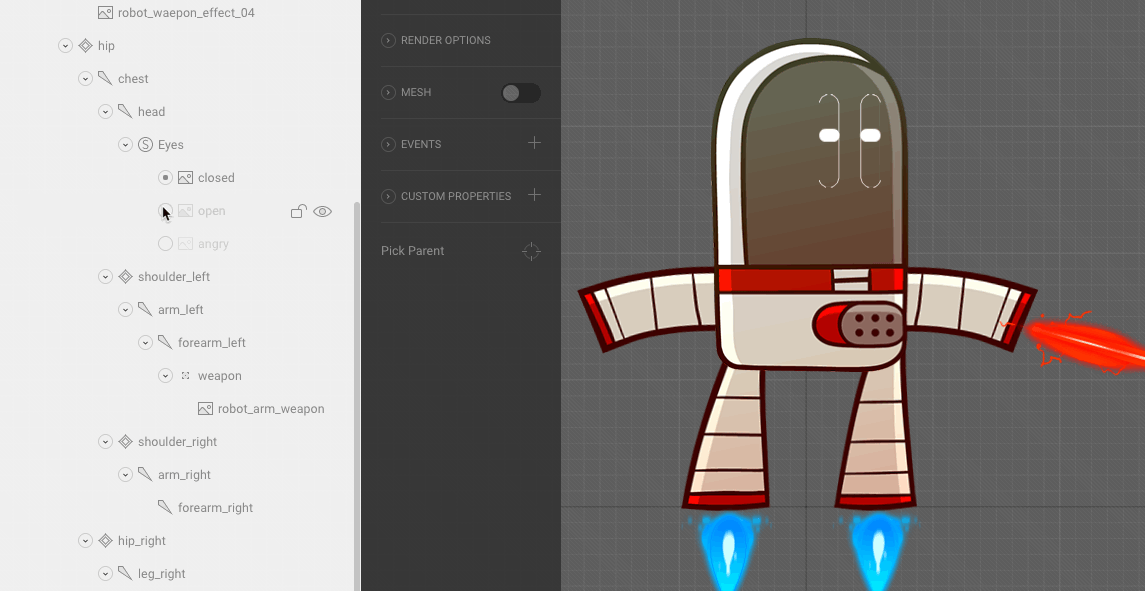 robot_waepon_effect_04
hip
chest
head
Eyes
closed
open
angry
shoulder_left
arm_left
forearm_left
weapon
robot_arm_weapon
shoulder_right
arm_right
forearm_right
hip_right
leg_right
RENDER OPTIONS
MESH
EVENTS
CUSTOM PROPERTIES
Pick Parent